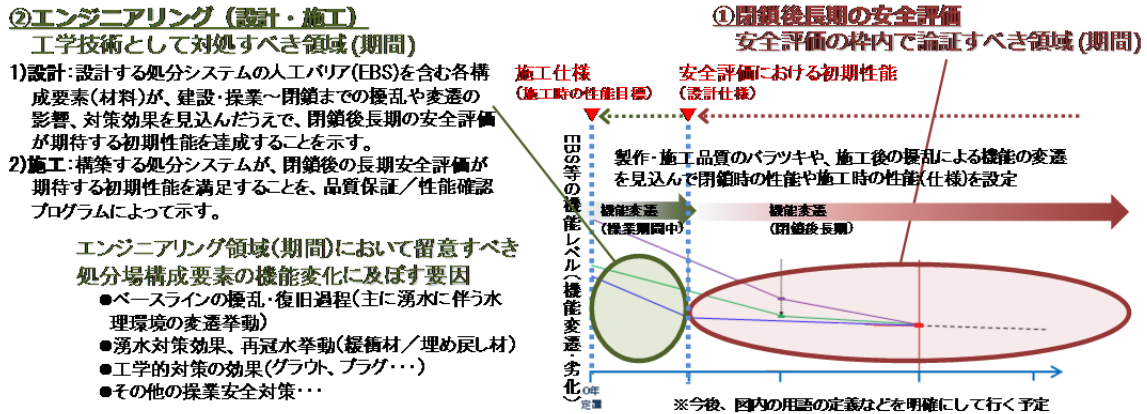 ②エンジニアリング（設計・施工）
工学技術として対処すべき領域(期間)
1)設計：設計する処分システムの人工バリア(EBS)を含む各構
成要素(材料)が、建設・操業～閉鎖までの擾乱や変遷の
影響、対策効果を見込んだうえで、閉鎖後長期の安全評価
が期待する初期性能を達成することを示す。
2)施工：構築する処分システムが、閉鎖後の長期安全評価が
期待する初期性能を満足することを、品質保証／性能確認
プログラムによって示す。
エンジニアリング領域(期間)において留意すべき
処分場構成要素の機能変化に及ぼす要因
●ベースラインの擾乱・復旧過程(主に湧水に伴う水
理環境の変遷挙動)
●湧水対策効果、再冠水挙動(緩衝材／埋め戻し材)
●工学的対策の効果(グラウト、プラグ・・・)
●その他の操業安全対策・・・
①閉鎖後長期の安全評価
安全評価の枠内で論証すべき領域(期間)
施工仕様
(施工時の性能目標)
安全評価における初期性能
(設計仕様)
EBS等の機能レベル(機能変遷・劣化)
製作・施工品質のバラツキや、施工後の擾乱による機能の変遷
を見込んで閉鎖時の性能や施工時の性能(仕様)を設定
機能変遷
(操業期間中)
機能変遷
(閉鎖後長期)
0年
定置
※今後、図内の用語の定義などを明確にして行く予定